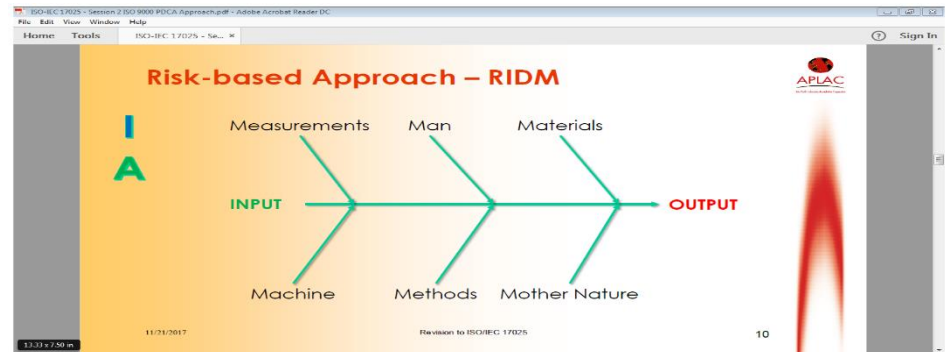 ISO-IEC 17025 - Session 2 ISO 9000 PDCA Approach.pdf - Adobe Acrobat Reader DC
File Edit View Window Help
Home Tools ISO-IEC 17025 - Se... × ? Sign In
Risk-based Approach – RIDM
APLAC
I
A
Measurements Man Materials
INPUT OUTPUT
Machine Methods Mother Nature
11/21/2017 Revision to ISO/IEC 17025 10
13.33 x 7.50 in